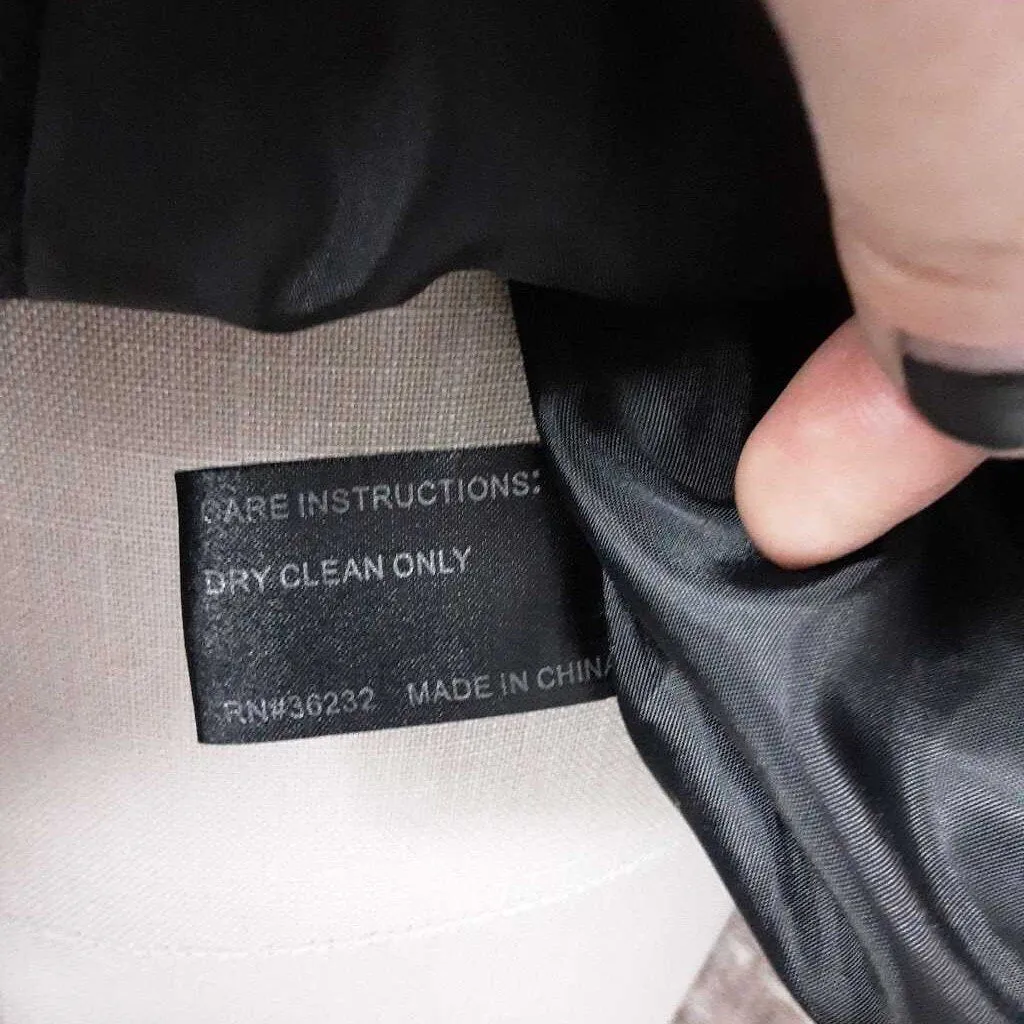 CARE INSTRUCTIONS:
DRY CLEAN ONLY
RN#36232 MADE IN CHINA